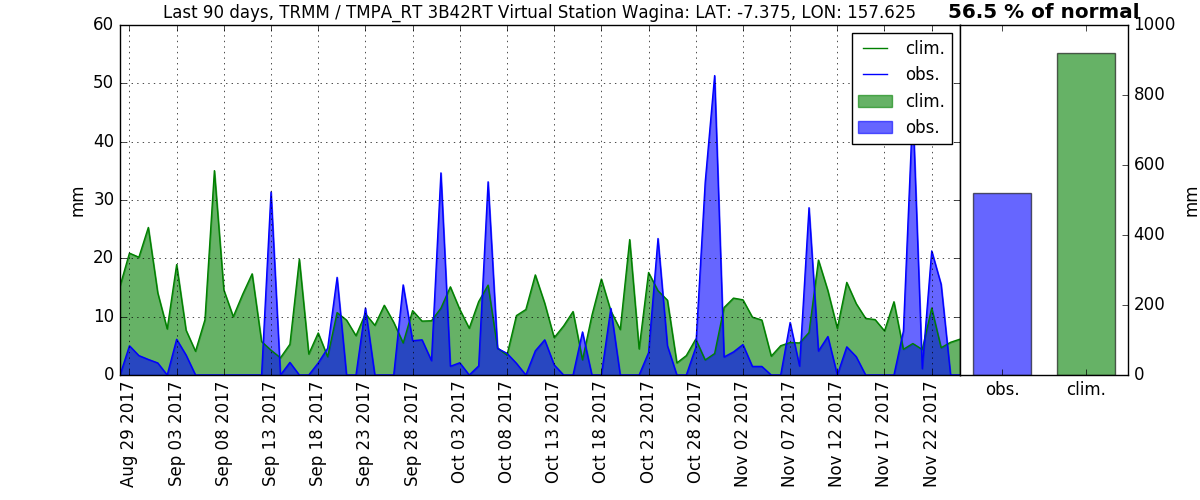 Last 90 days, TRMM / TMPA_RT 3B42RT Virtual Station Wagina: LAT: -7.375, LON: 157.625
56.5 % of normal
mm
60
50
40
30
20
10
0
clim.
obs.
clim.
obs.
Aug 29 2017
Sep 03 2017
Sep 08 2017
Sep 13 2017
Sep 18 2017
Sep 23 2017
Sep 28 2017
Oct 03 2017
Oct 08 2017
Oct 13 2017
Oct 18 2017
Oct 23 2017
Oct 28 2017
Nov 02 2017
Nov 07 2017
Nov 12 2017
Nov 17 2017
Nov 22 2017
1000
800
600
400
200
0
mm
obs.
clim.